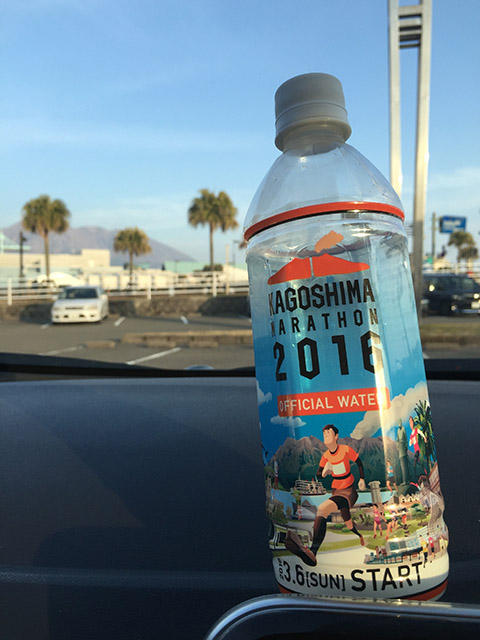 KAGOSHIMA
MARATHON
2016
OFFICIAL WATER
3.6[SUN] START